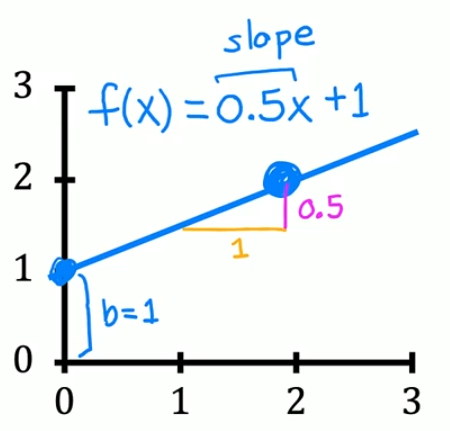 slope
3
f(x) = 0.5x + 1
2
0.5
1
1
b=1
0
0 1 2 3